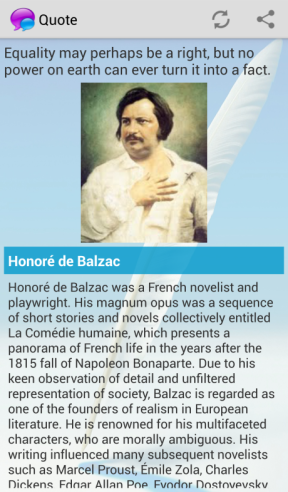 Quote
Equality may perhaps be a right, but no
power on earth can ever turn it into a fact.
Honoré de Balzac
Honoré de Balzac was a French novelist and
playwright. His magnum opus was a sequence
of short stories and novels collectively entitled
La Comédie humaine, which presents a
panorama of French life in the years after the
1815 fall of Napoleon Bonaparte. Due to his
keen observation of detail and unfiltered
representation of society, Balzac is regarded as
one of the founders of realism in European
literature. He is renowned for his multifaceted
characters, who are morally ambiguous. His
writing influenced many subsequent novelists
such as Marcel Proust, Émile Zola, Charles
Dickens, Edgar Allan Poe, Fyodor Dostoyevsky,